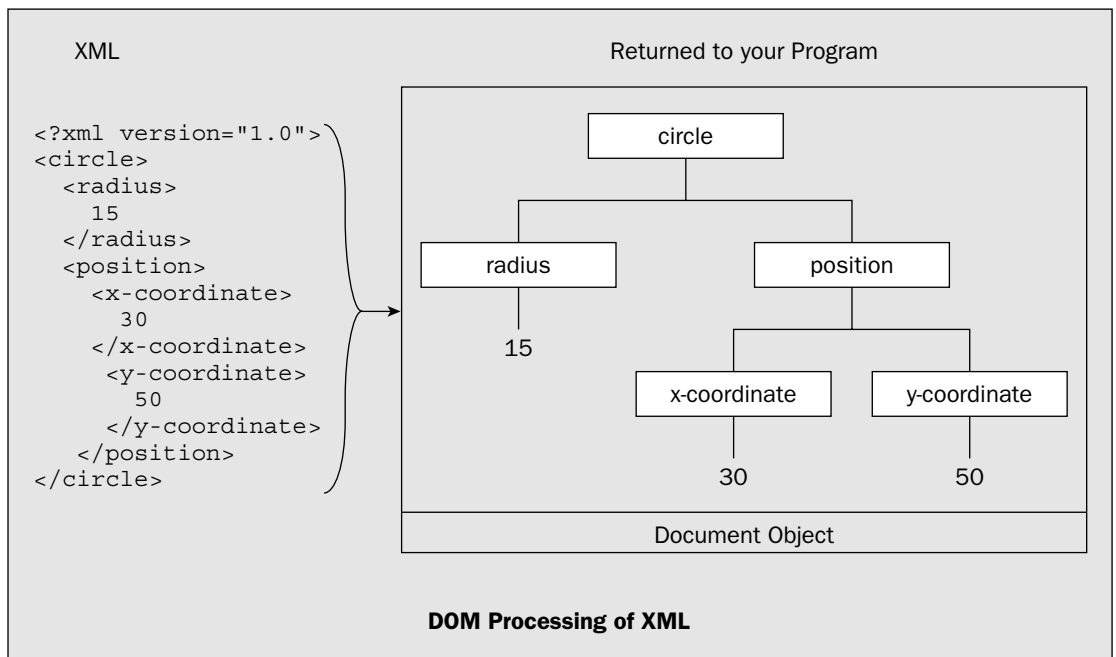 XML
Returned to your Program
<?xml version="1.0">
<circle>
<radius>
15
</radius>
<position>
<x-coordinate>
30
</x-coordinate>
<y-coordinate>
50
</y-coordinate>
</position>
</circle>
circle
radius
position
15
x-coordinate
y-coordinate
30
50
Document Object
DOM Processing of XML